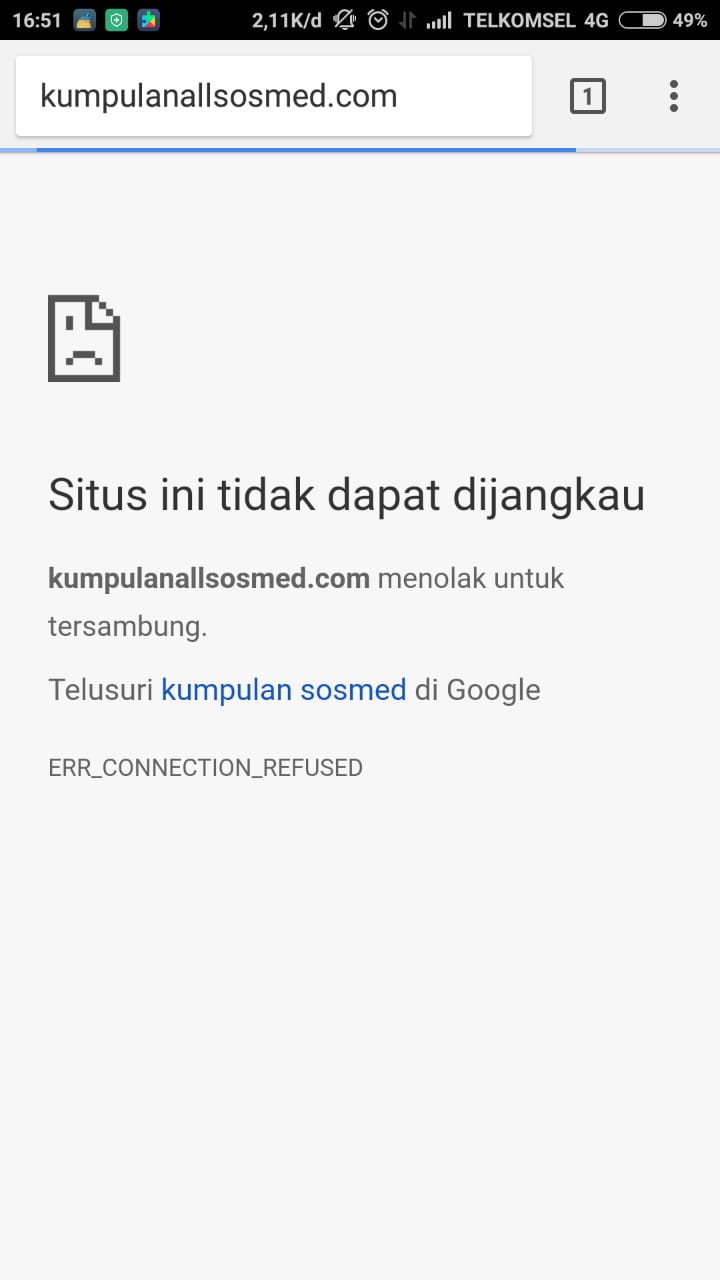 16:51 2,11K/d TELKOMSEL 4G 49%
kumpulanallsosmed.com 1
Situs ini tidak dapat dijangkau
kumpulanallsosmed.com menolak untuk
tersambung.
Telusuri kumpulan sosmed di Google
ERR_CONNECTION_REFUSED